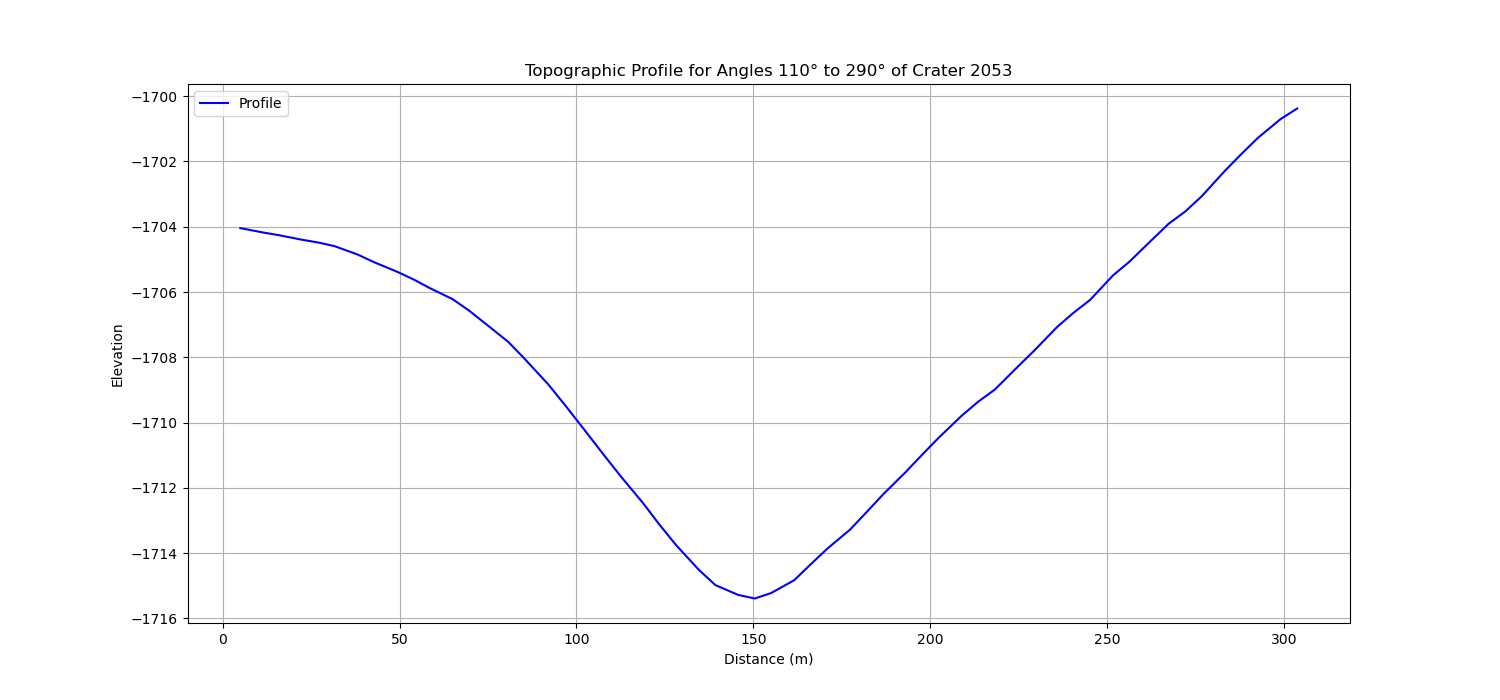 Topographic Profile for Angles 110° to 290° of Crater 2053
Profile
Elevation
−1700
−1702
−1704
−1706
−1708
−1710
−1712
−1714
−1716
0 50 100 150 200 250 300
Distance (m)